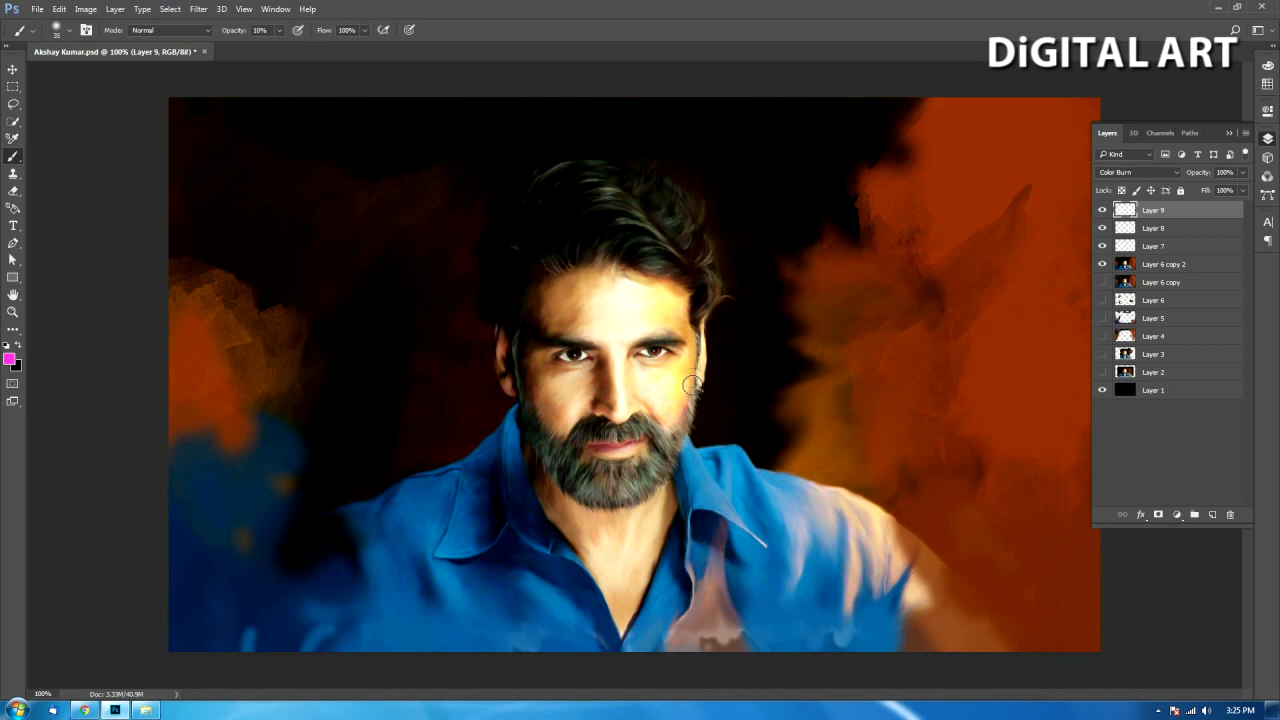 Ps File Edit Image Layer Type Select Filter 3D View Window Help
35 Mode: Normal Opacity: 10% Flow: 100%
Akshay Kumar.psd @ 100% (Layer 9, RGB/8#) * ×
DiGITAL ART
Layers 3D Channels Paths
Kind
Color Burn Opacity: 100%
Lock: Fill: 100%
Layer 9
Layer 8
Layer 7
Layer 6 copy 2
Layer 6 copy
Layer 6
Layer 5
Layer 4
Layer 3
Layer 2
Layer 1
fx
100% Doc: 3.33M/40.9M
Ps 3:25 PM